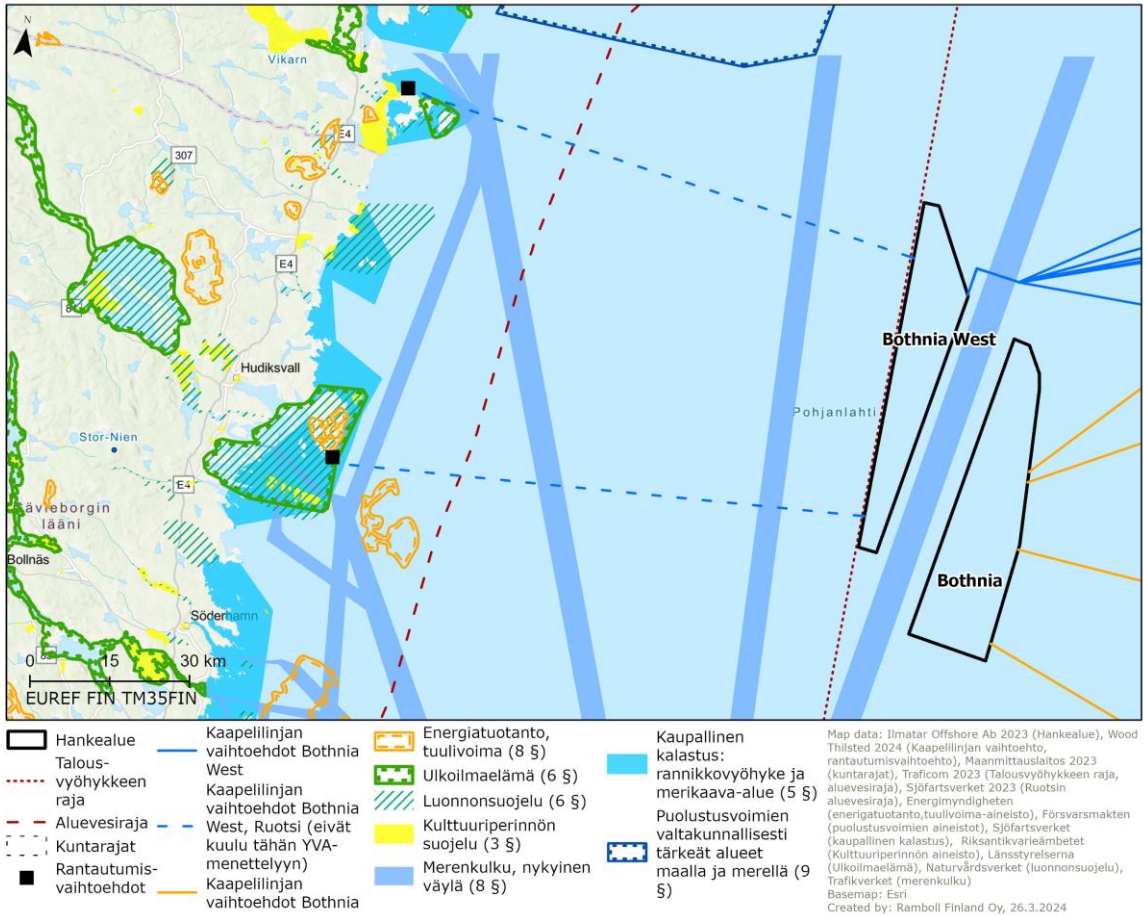 N
Vikarn
E4
307
E4
Bothnia West
Hudiksvall
Pohjanlahti
Stor-Nien
E4
lääni
Bollnäs
Bothnia
Söderhamn
0 15 30 km
EUREF FIN TM35FIN
Hankealue
Talous-
vyöhykkeen
raja
Aluevesiraja
Kuntarajat
Rantautumis-
vaihtoehdot
Kaapelilinjan
vaihtoehdot Bothnia
West
Kaapelilinjan
vaihtoehdot Bothnia
West, Ruotsi (eivät
kuulu tähän YVA-
menettelyyn)
Kaapelilinjan
vaihtoehdot Bothnia
Energiatuotanto,
tuulivoima (8 §)
Ulkoilmaelämä (6 §)
Luonnonsuojelu (6 §)
Kulttuuriperinnön
suojelu (3 §)
Merenkulku, nykyinen
väylä (8 §)
Kaupallinen
kalastus:
rannikkovyöhyke ja
merikaava-alue (5 §)
Puolustusvoimien
valtakunnallisesti
tärkeät alueet
maalla ja merellä (9
§)
Map data: Ilmatar Offshore Ab 2023 (Hankealue), Wood
Thilsted 2024 (Kaapelilinjan vaihtoehto,
rantautumisvaihtoehto), Maanmittauslaitos 2023
(kuntarajat), Traficom 2023 (Talousvyöhykkeen raja,
aluevesiraja), Sjöfartsverket 2023 (Ruotsin
aluevesiraja), Energimyndigheten
(enerigatuotanto,tuulivoima-aineisto), Försvarsmakten
(puolustusvoimien aineistot), Sjöfartsverket
(kaupallinen kalastus), Riksantikvarieämbetet
(Kulttuuriperinnön aineisto), Länsstyrelserna
(Ulkoilmaelämä), Naturvårdsverket (luonnonsuojelu),
Trafikverket (merenkulku)
Basemap: Esri
Created by: Ramboll Finland Oy, 26.3.2024